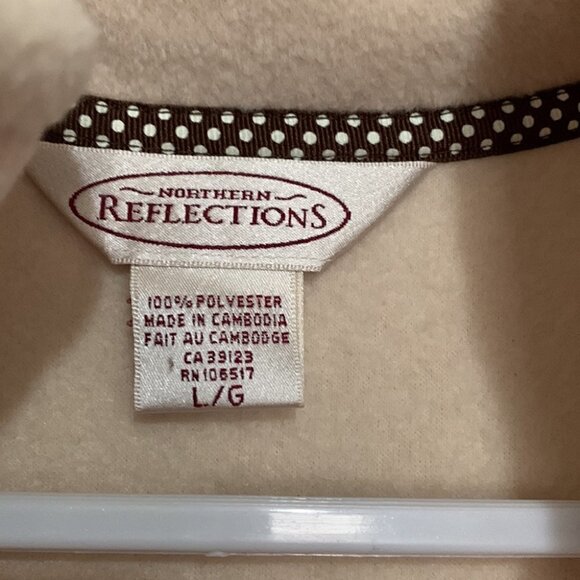 NORTHERN
REFLECTIONS
100% POLYESTER
MADE IN CAMBODIA
FAIT AU CAMBODGE
CA 39123
RN 106517
L/G